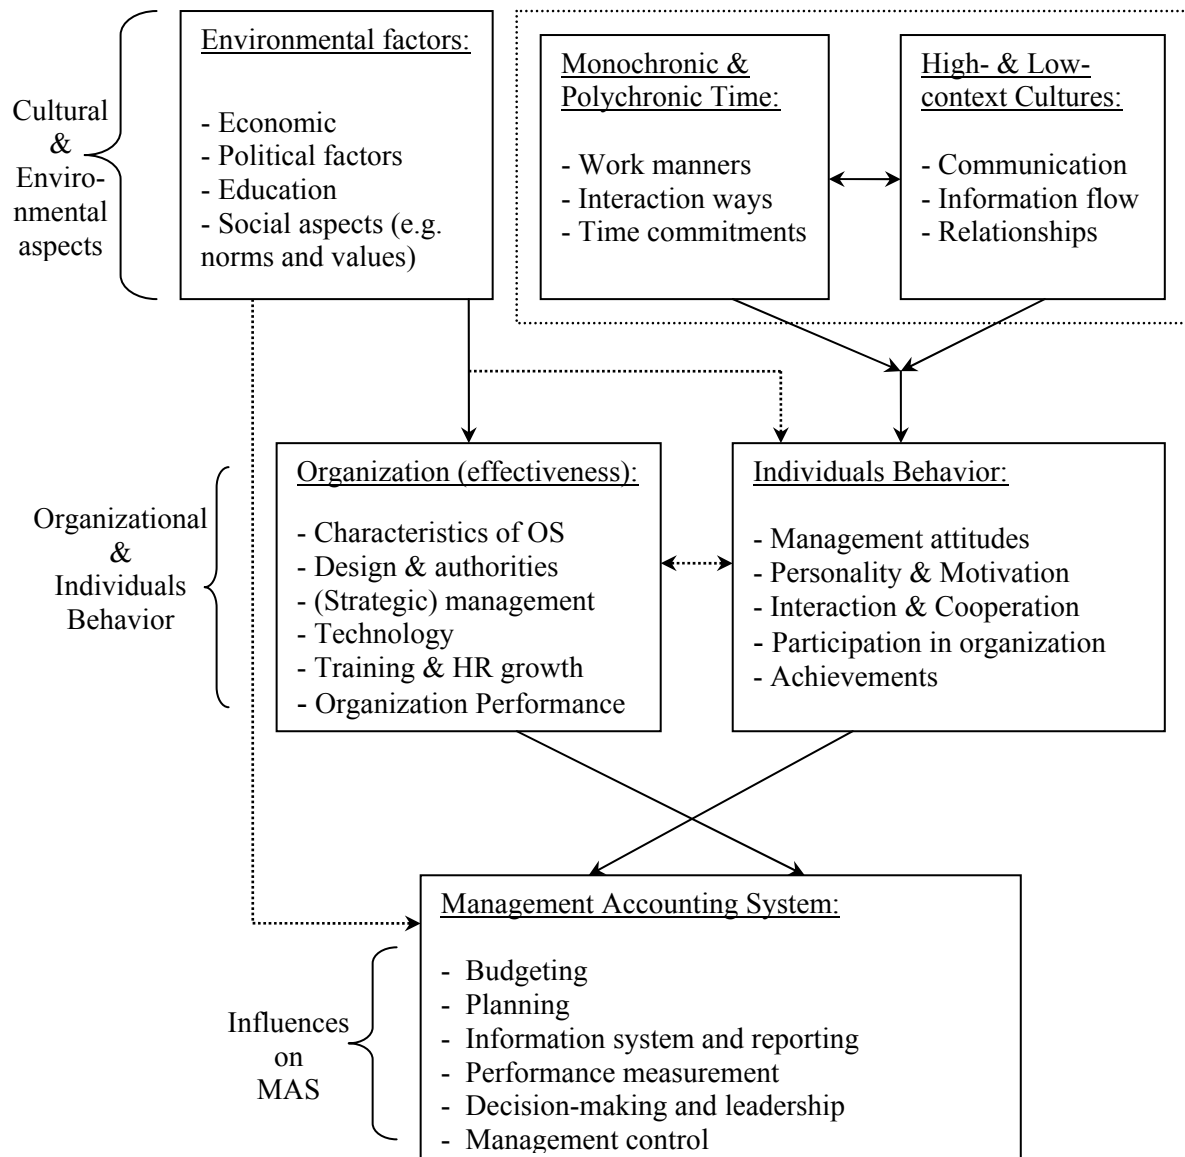 Cultural
&
Enviro-
nmental
aspects
Environmental factors:
- Economic
- Political factors
- Education
- Social aspects (e.g.
norms and values)
Monochronic &
Polychronic Time:
- Work manners
- Interaction ways
- Time commitments
High- & Low-
context Cultures:
- Communication
- Information flow
- Relationships
Organizational
&
Individuals
Behavior
Organization (effectiveness):
- Characteristics of OS
- Design & authorities
- (Strategic) management
- Technology
- Training & HR growth
- Organization Performance
Individuals Behavior:
- Management attitudes
- Personality & Motivation
- Interaction & Cooperation
- Participation in organization
- Achievements
Influences
on
MAS
Management Accounting System:
- Budgeting
- Planning
- Information system and reporting
- Performance measurement
- Decision-making and leadership
- Management control